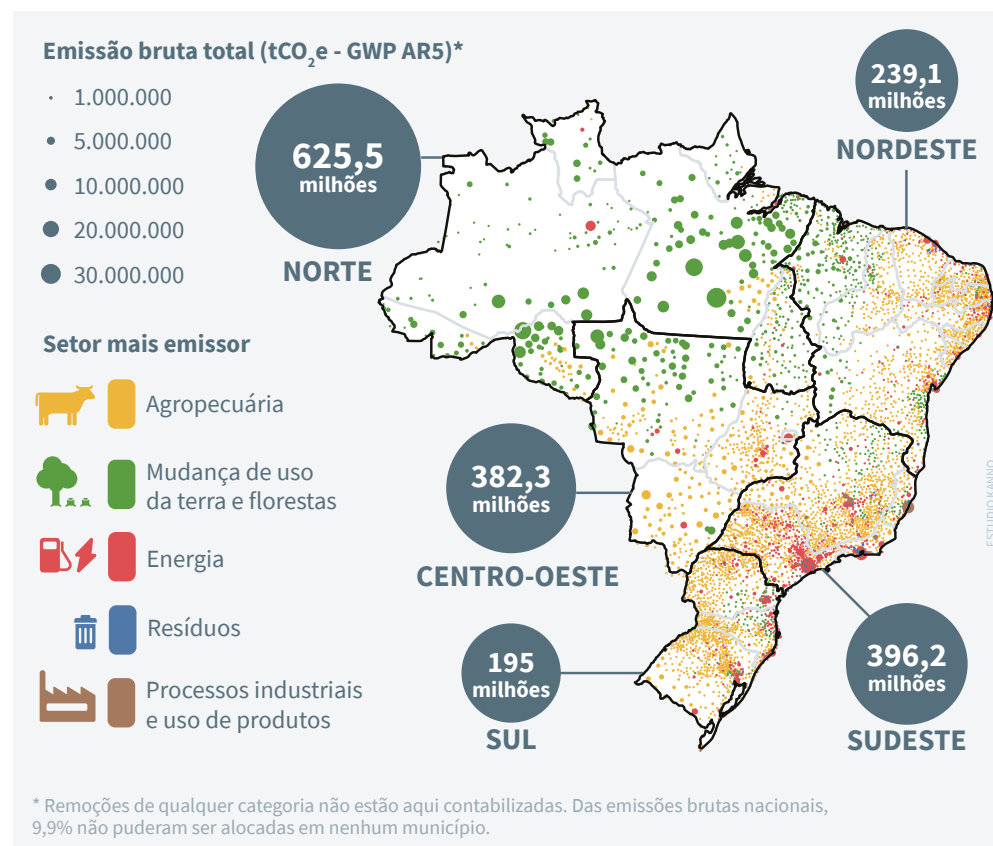 Emissão bruta total (tCO₂e - GWP AR5)*
1.000.000
5.000.000
10.000.000
20.000.000
30.000.000
625,5
milhões
NORTE
239,1
milhões
NORDESTE
Setor mais emissor
Agropecuária
Mudança de uso
da terra e florestas
Energia
Resíduos
Processos industriais
e uso de produtos
382,3
milhões
CENTRO-OESTE
195
milhões
SUL
396,2
milhões
SUDESTE
ESTÚDIO KANNO
* Remoções de qualquer categoria não estão aqui contabilizadas. Das emissões brutas nacionais,
9,9% não puderam ser alocadas em nenhum município.